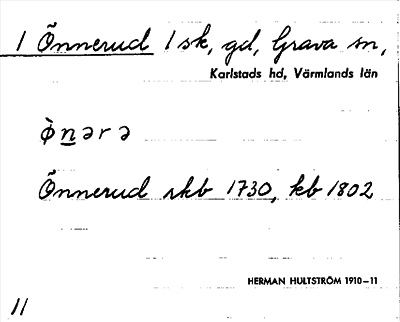 1 Önnerud 1 sk, gd, Grava sn,
Karlstads hd, Värmlands län
ø̀n̲ərə
Önnerud skb 1730, kb 1802
HERMAN HULTSTRÖM 1910–11
11